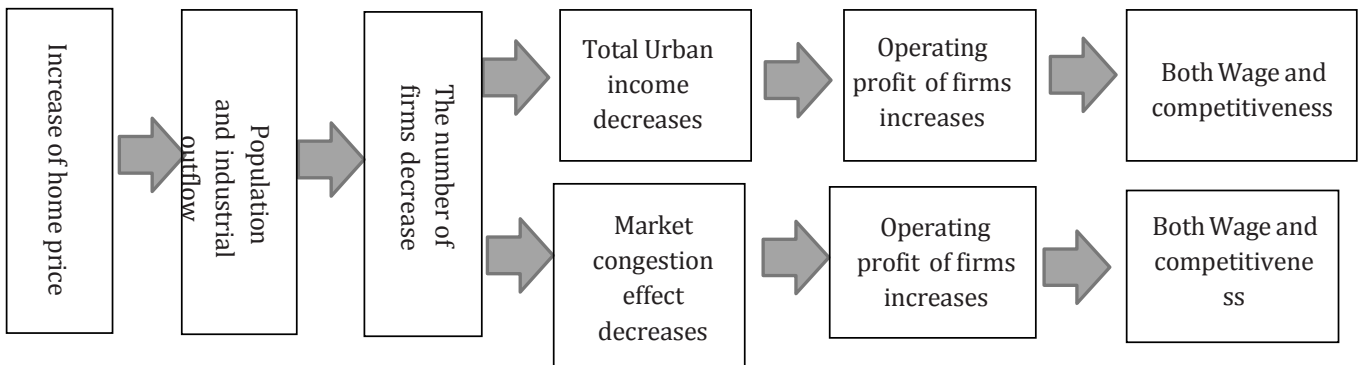 Increase of home price
Population
and industrial
outflow
The number of
firms decrease
Total Urban
income
decreases
Operating
profit of firms
increases
Both Wage and
competitiveness
Market
congestion
effect
decreases
Operating
profit of firms
increases
Both Wage and
competitivene
ss